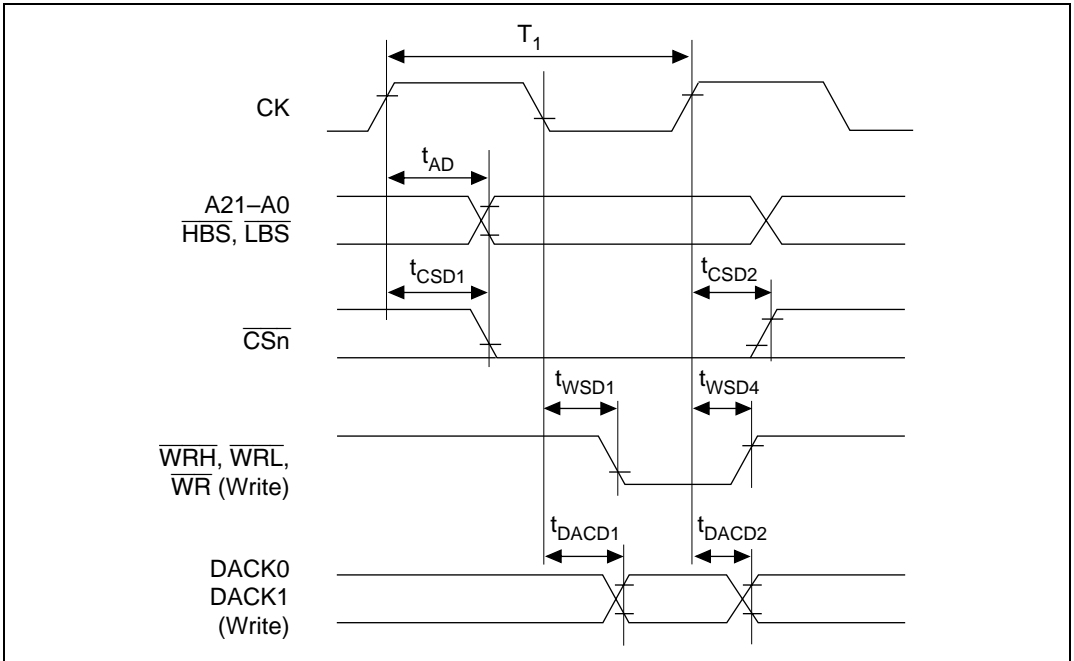 T1
CK
tAD
A21–A0
HBS, LBS
tCSD1
tCSD2
CSn
tWSD1
tWSD4
WRH, WRL,
WR (Write)
tDACD1
tDACD2
DACK0
DACK1
(Write)